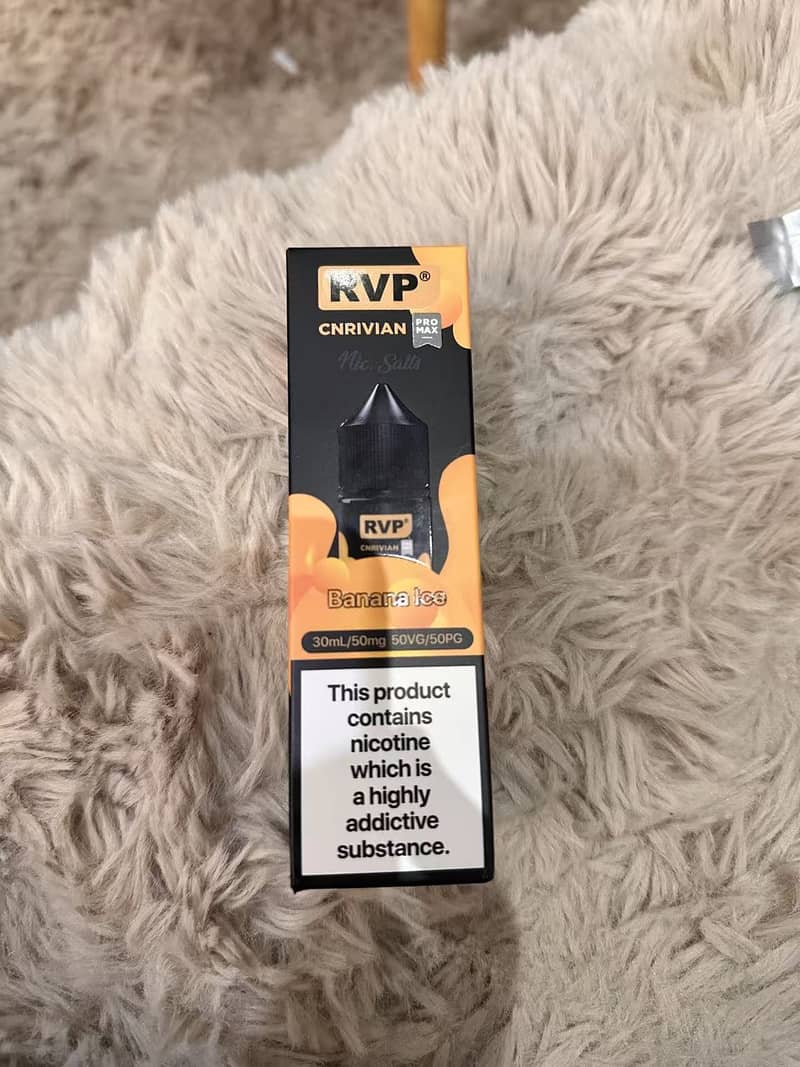 RVP®
CNRIVIAN PRO MAX
Nic. Salts
RVP®
CNRIVIAN
Banana Ice
30mL/50mg 50VG/50PG
This product
contains
nicotine
which is
a highly
addictive
substance.